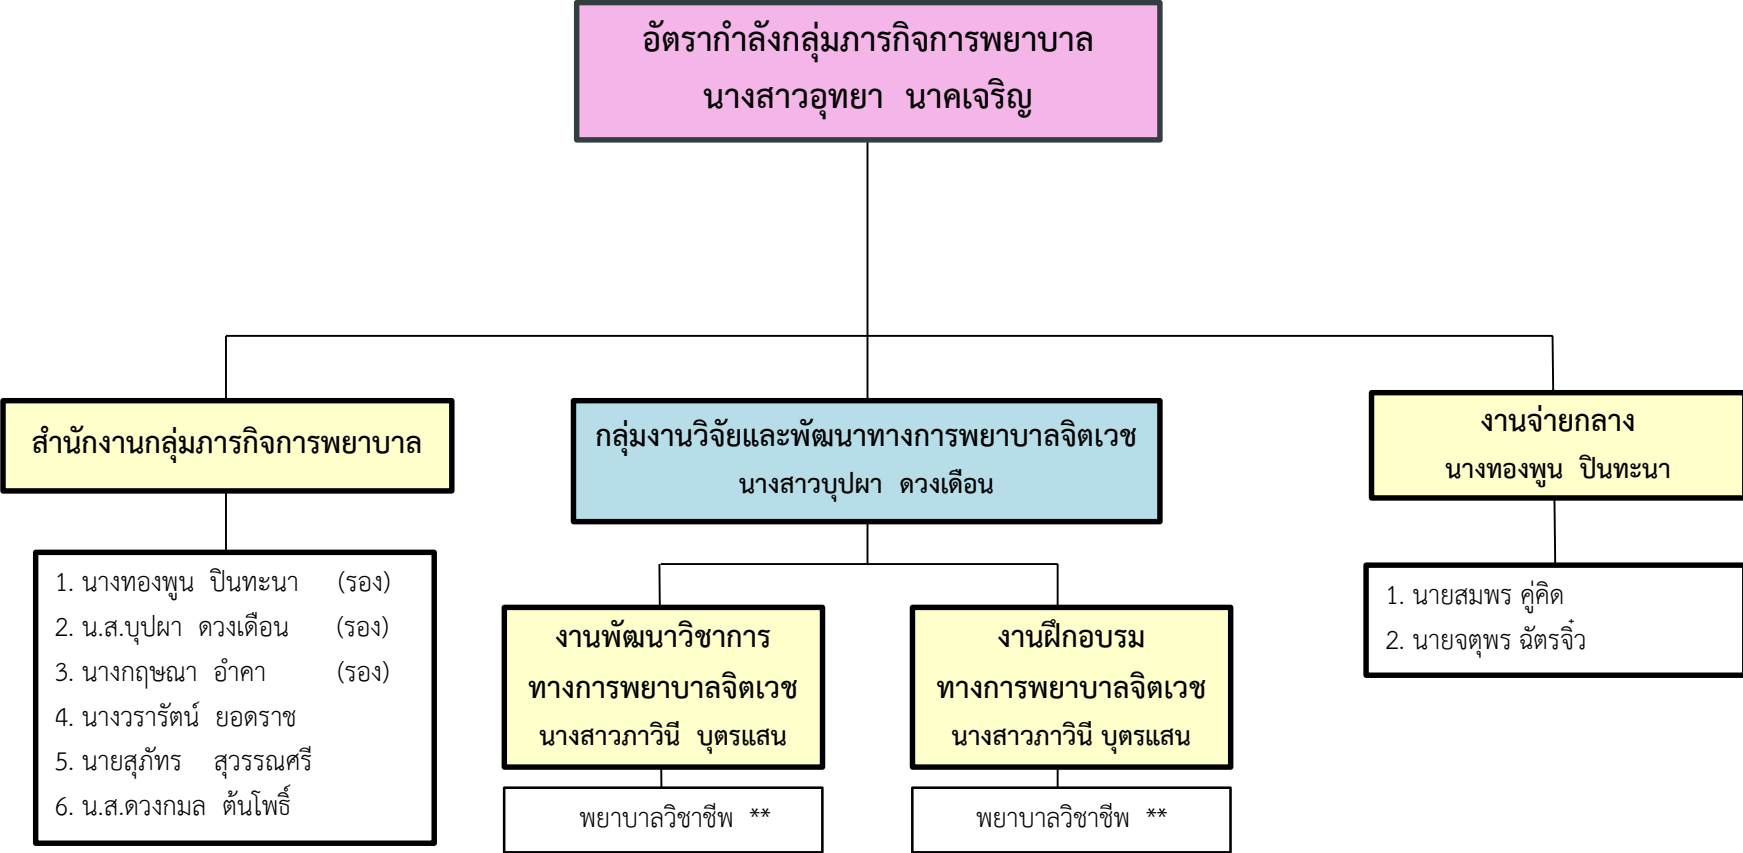 อัตรากำลังกลุ่มภารกิจการพยาบาล
นางสาวอุทยา นาคเจริญ
สำนักงานกลุ่มภารกิจการพยาบาล
1. นางทองพูน ปินทะนา (รอง)
2. น.ส.บุปผา ดวงเดือน (รอง)
3. นางกฤษณา อำคา (รอง)
4. นางวรารัตน์ ยอดราช
5. นายสุภัทร สุวรรณศรี
6. น.ส.ดวงกมล ต้นโพธิ์
กลุ่มงานวิจัยและพัฒนาทางการพยาบาลจิตเวช
นางสาวบุปผา ดวงเดือน
งานพัฒนาวิชาการ
ทางการพยาบาลจิตเวช
นางสาวภาวินี บุตรแสน
พยาบาลวิชาชีพ **
งานฝึกอบรม
ทางการพยาบาลจิตเวช
นางสาวภาวินี บุตรแสน
พยาบาลวิชาชีพ **
งานจ่ายกลาง
นางทองพูน ปินทะนา
1. นายสมพร คู่คิด
2. นายจตุพร ฉัตรจิ๋ว